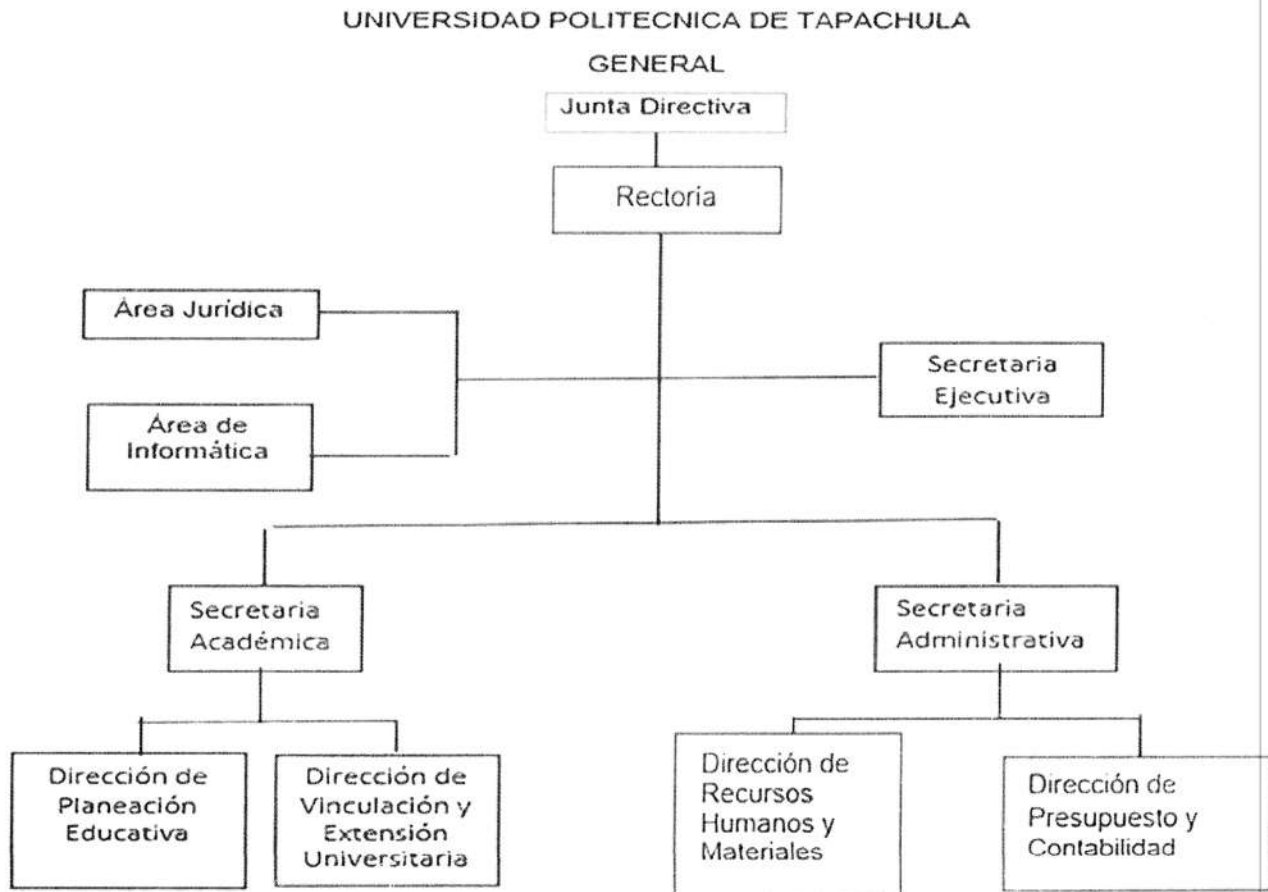 UNIVERSIDAD POLITECNICA DE TAPACHULA
GENERAL
Junta Directiva
Rectoria
Área Jurídica
Secretaria
Ejecutiva
Área de
Informática
Secretaria
Académica
Secretaria
Administrativa
Dirección de
Planeación
Educativa
Dirección de
Vinculación y
Extensión
Universitaria
Dirección de
Recursos
Humanos y
Materiales
Dirección de
Presupuesto y
Contabilidad